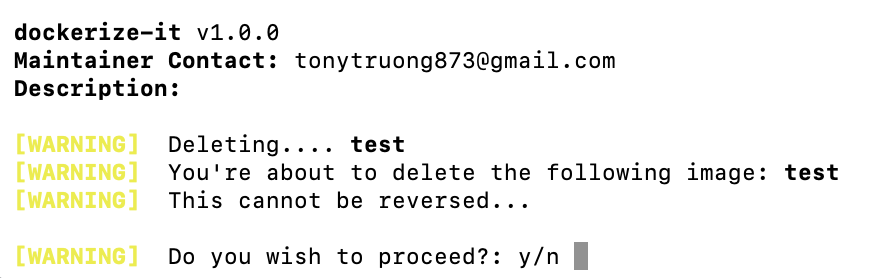 dockerize-it v1.0.0
Maintainer Contact: tonytruong873@gmail.com
Description:
[WARNING] Deleting.... test
[WARNING] You're about to delete the following image: test
[WARNING] This cannot be reversed...
[WARNING] Do you wish to proceed?: y/n